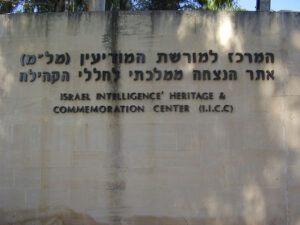 המרכז למורשת המודיעין (מל״מ)
אתר הנצחה ממלכתי לחללי הקהילה
ISRAEL INTELLIGENCE' HERITAGE &
COMMEMORATION CENTER (I.I.C.C)